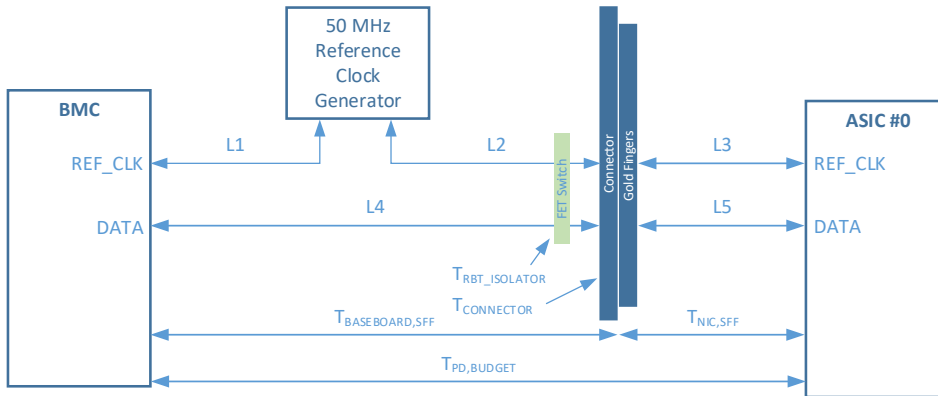 50 MHz
Reference
Clock
Generator
BMC
ASIC #0
L1
L2
L3
REF_CLK
REF_CLK
L4
L5
DATA
DATA
FET Switch
Connector
Gold Fingers
TRBT_ISOLATOR
TCONNECTOR
TBASEBOARD,SFF
TNIC,SFF
TPD,BUDGET